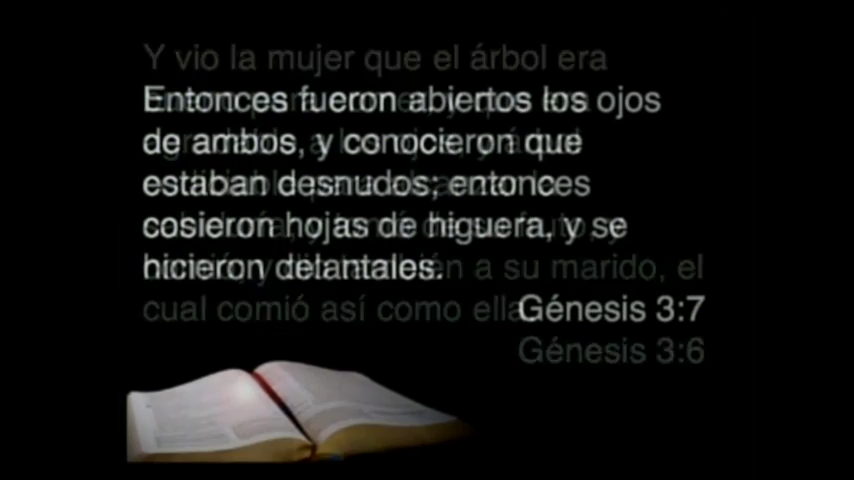 Y vio la mujer que el árbol era
Entonces fueron abiertos los ojos
de ambos, y conocieron que
estaban desnudos; entonces
cosieron hojas de higuera, y se
hicieron delantales.
a su marido, el
cual comió así como ella.
Génesis 3:7
Génesis 3:6